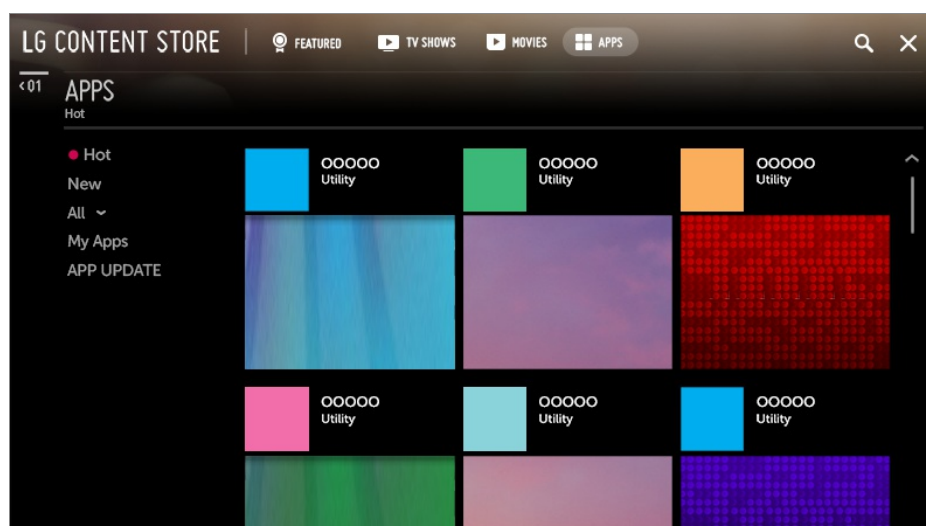 LG CONTENT STORE
FEATURED
TV SHOWS
MOVIES
APPS
<01
APPS
Hot
Hot
New
All
My Apps
APP UPDATE
OOOOO
Utility
OOOOO
Utility
OOOOO
Utility
OOOOO
Utility
OOOOO
Utility
OOOOO
Utility